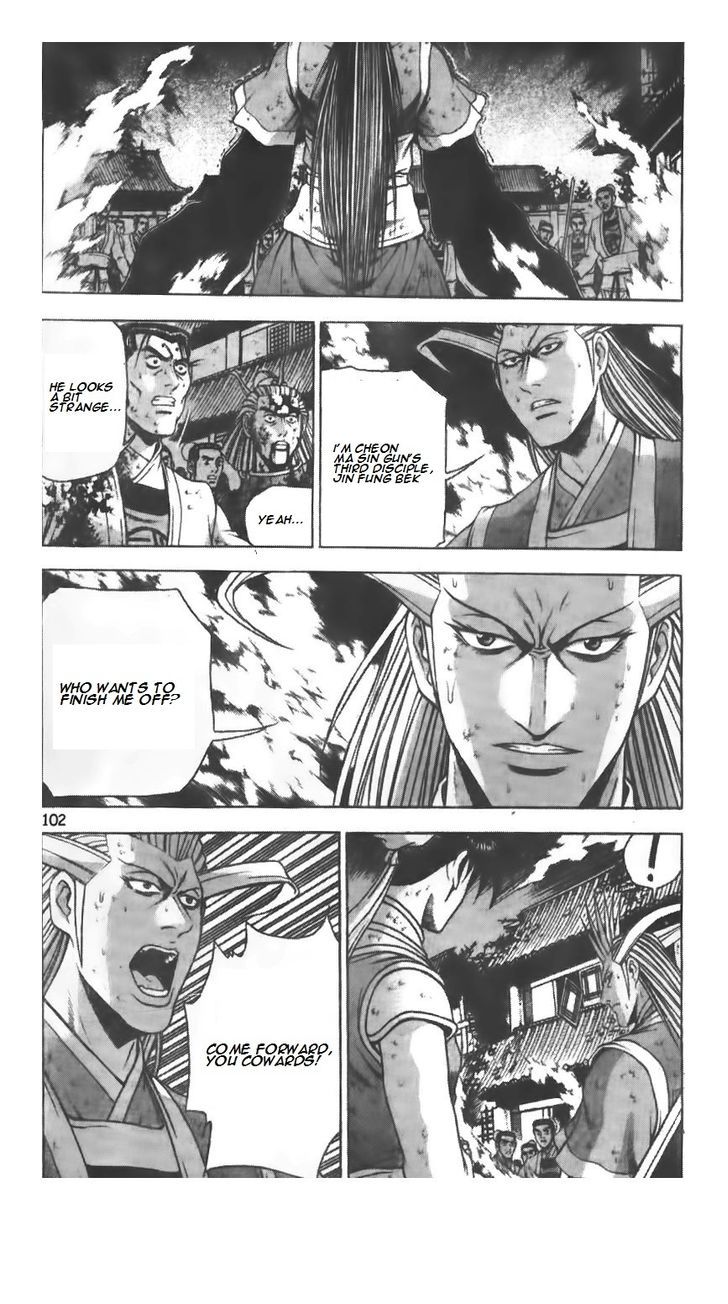 HE LOOKS
A BIT
STRANGE...
YEAH...
I'M CHEON
MA SIN GUN'S
THIRD DISCIPLE,
JIN FUNG BEK
WHO WANTS TO
FINISH ME OFF?
102
COME FORWARD,
YOU COWARDS!
!